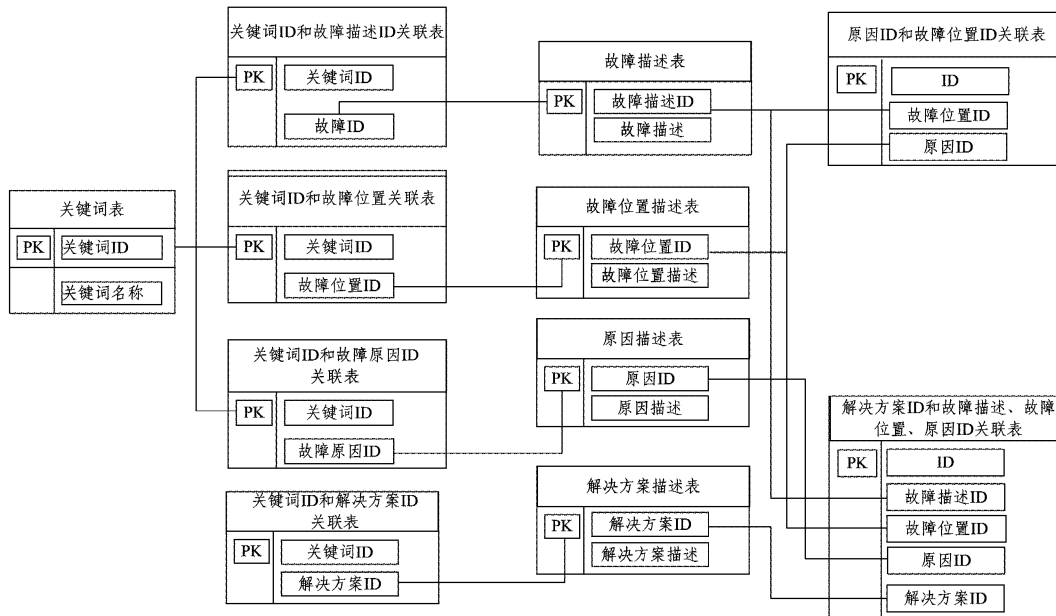 关键词表
PK
关键词ID
关键词名称
关键词ID和故障描述ID关联表
PK
关键词ID
故障ID
关键词ID和故障位置关联表
PK
关键词ID
故障位置ID
关键词ID和故障原因ID
关联表
PK
关键词ID
故障原因ID
关键词ID和解决方案ID
关联表
PK
关键词ID
解决方案ID
故障描述表
PK
故障描述ID
故障描述
故障位置描述表
PK
故障位置ID
故障位置描述
原因描述表
PK
原因ID
原因描述
解决方案描述表
PK
解决方案ID
解决方案描述
原因ID和故障位置ID关联表
PK
ID
故障位置ID
原因ID
解决方案ID和故障描述、故障
位置、原因ID关联表
PK
ID
故障描述ID
故障位置ID
原因ID
解决方案ID